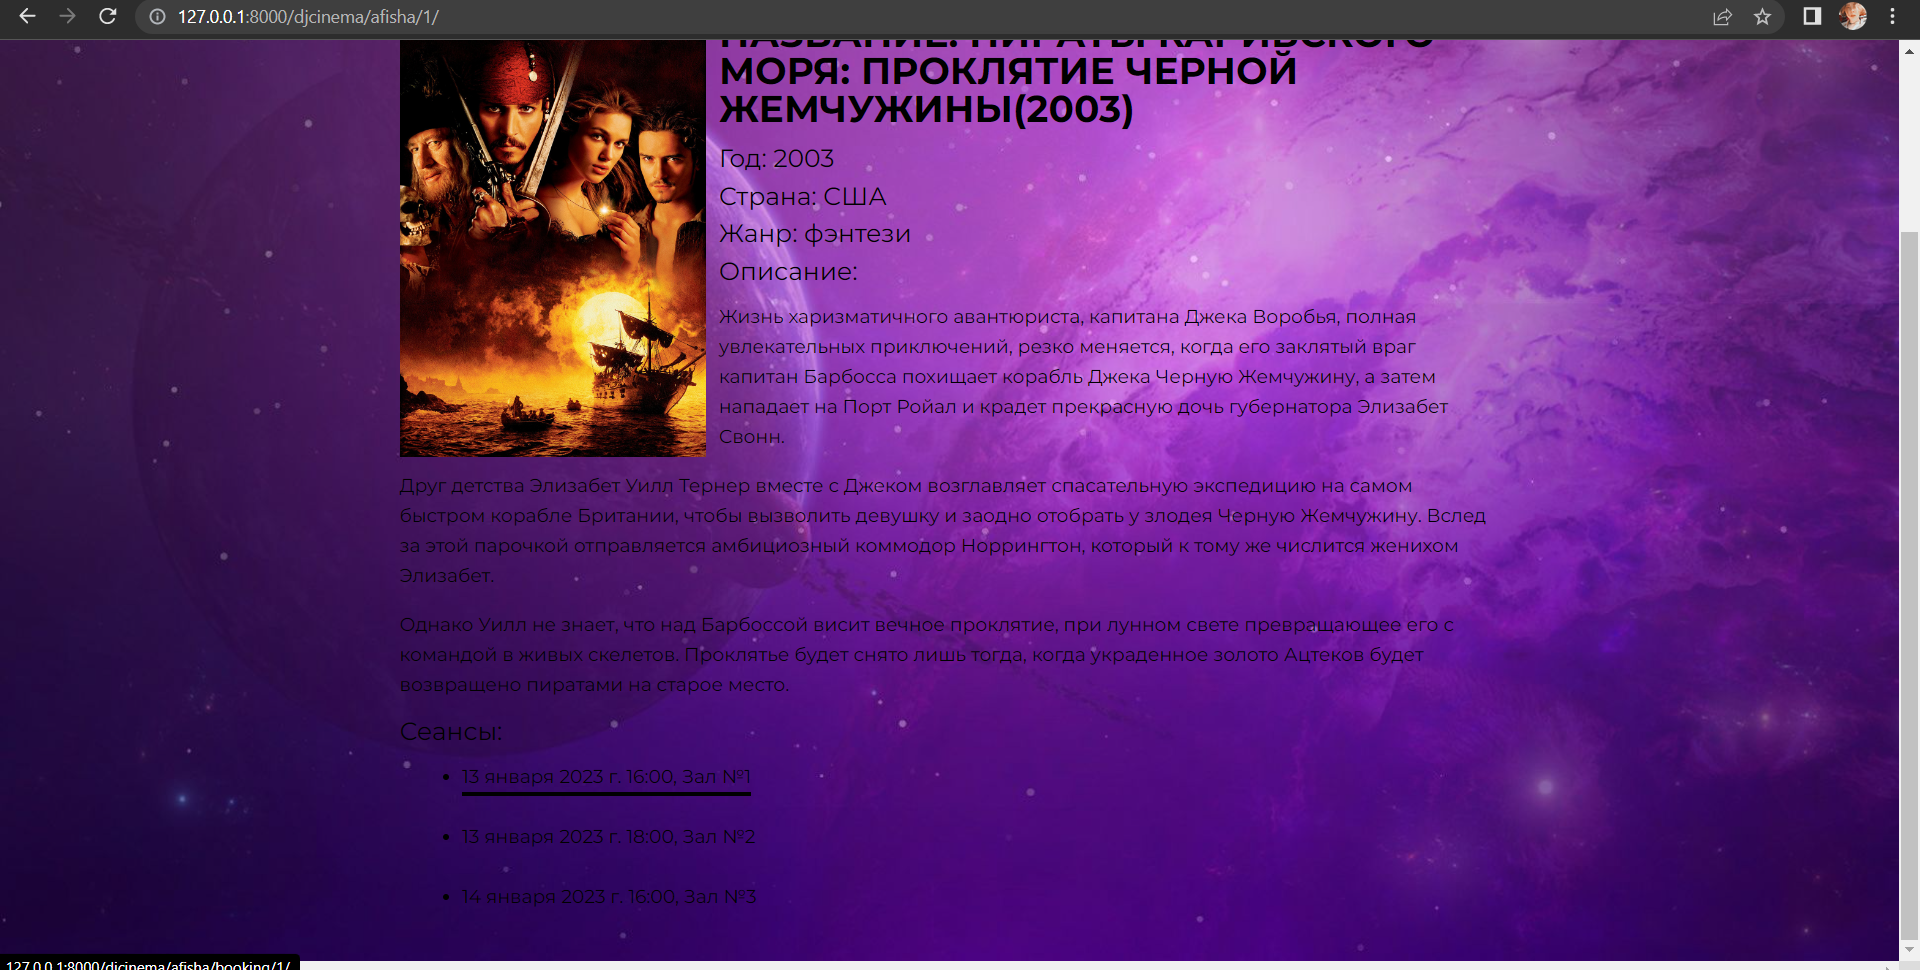 127.0.0.1:8000/djcinema/afisha/1/
НАЗВАНИЕ: ПИРАТЫ КАРИБСКОГО
МОРЯ: ПРОКЛЯТИЕ ЧЕРНОЙ
ЖЕМЧУЖИНЫ(2003)
Год: 2003
Страна: США
Жанр: фэнтези
Описание:
Жизнь харизматичного авантюриста, капитана Джека Воробья, полная
увлекательных приключений, резко меняется, когда его заклятый враг
капитан Барбосса похищает корабль Джека Черную Жемчужину, а затем
нападает на Порт Ройал и крадет прекрасную дочь губернатора Элизабет
Свонн.
Друг детства Элизабет Уилл Тернер вместе с Джеком возглавляет спасательную экспедицию на самом
быстром корабле Британии, чтобы вызволить девушку и заодно отобрать у злодея Черную Жемчужину. Вслед
за этой парочкой отправляется амбициозный коммодор Норрингтон, который к тому же числится женихом
Элизабет.
Однако Уилл не знает, что над Барбоссой висит вечное проклятие, при лунном свете превращающее его с
командой в живых скелетов. Проклятье будет снято лишь тогда, когда украденное золото Ацтеков будет
возвращено пиратами на старое место.
Сеансы:
• 13 января 2023 г. 16:00, Зал №1
• 13 января 2023 г. 18:00, Зал №2
• 14 января 2023 г. 16:00, Зал №3
127.0.0.1:8000/djcinema/afisha/booking/1/